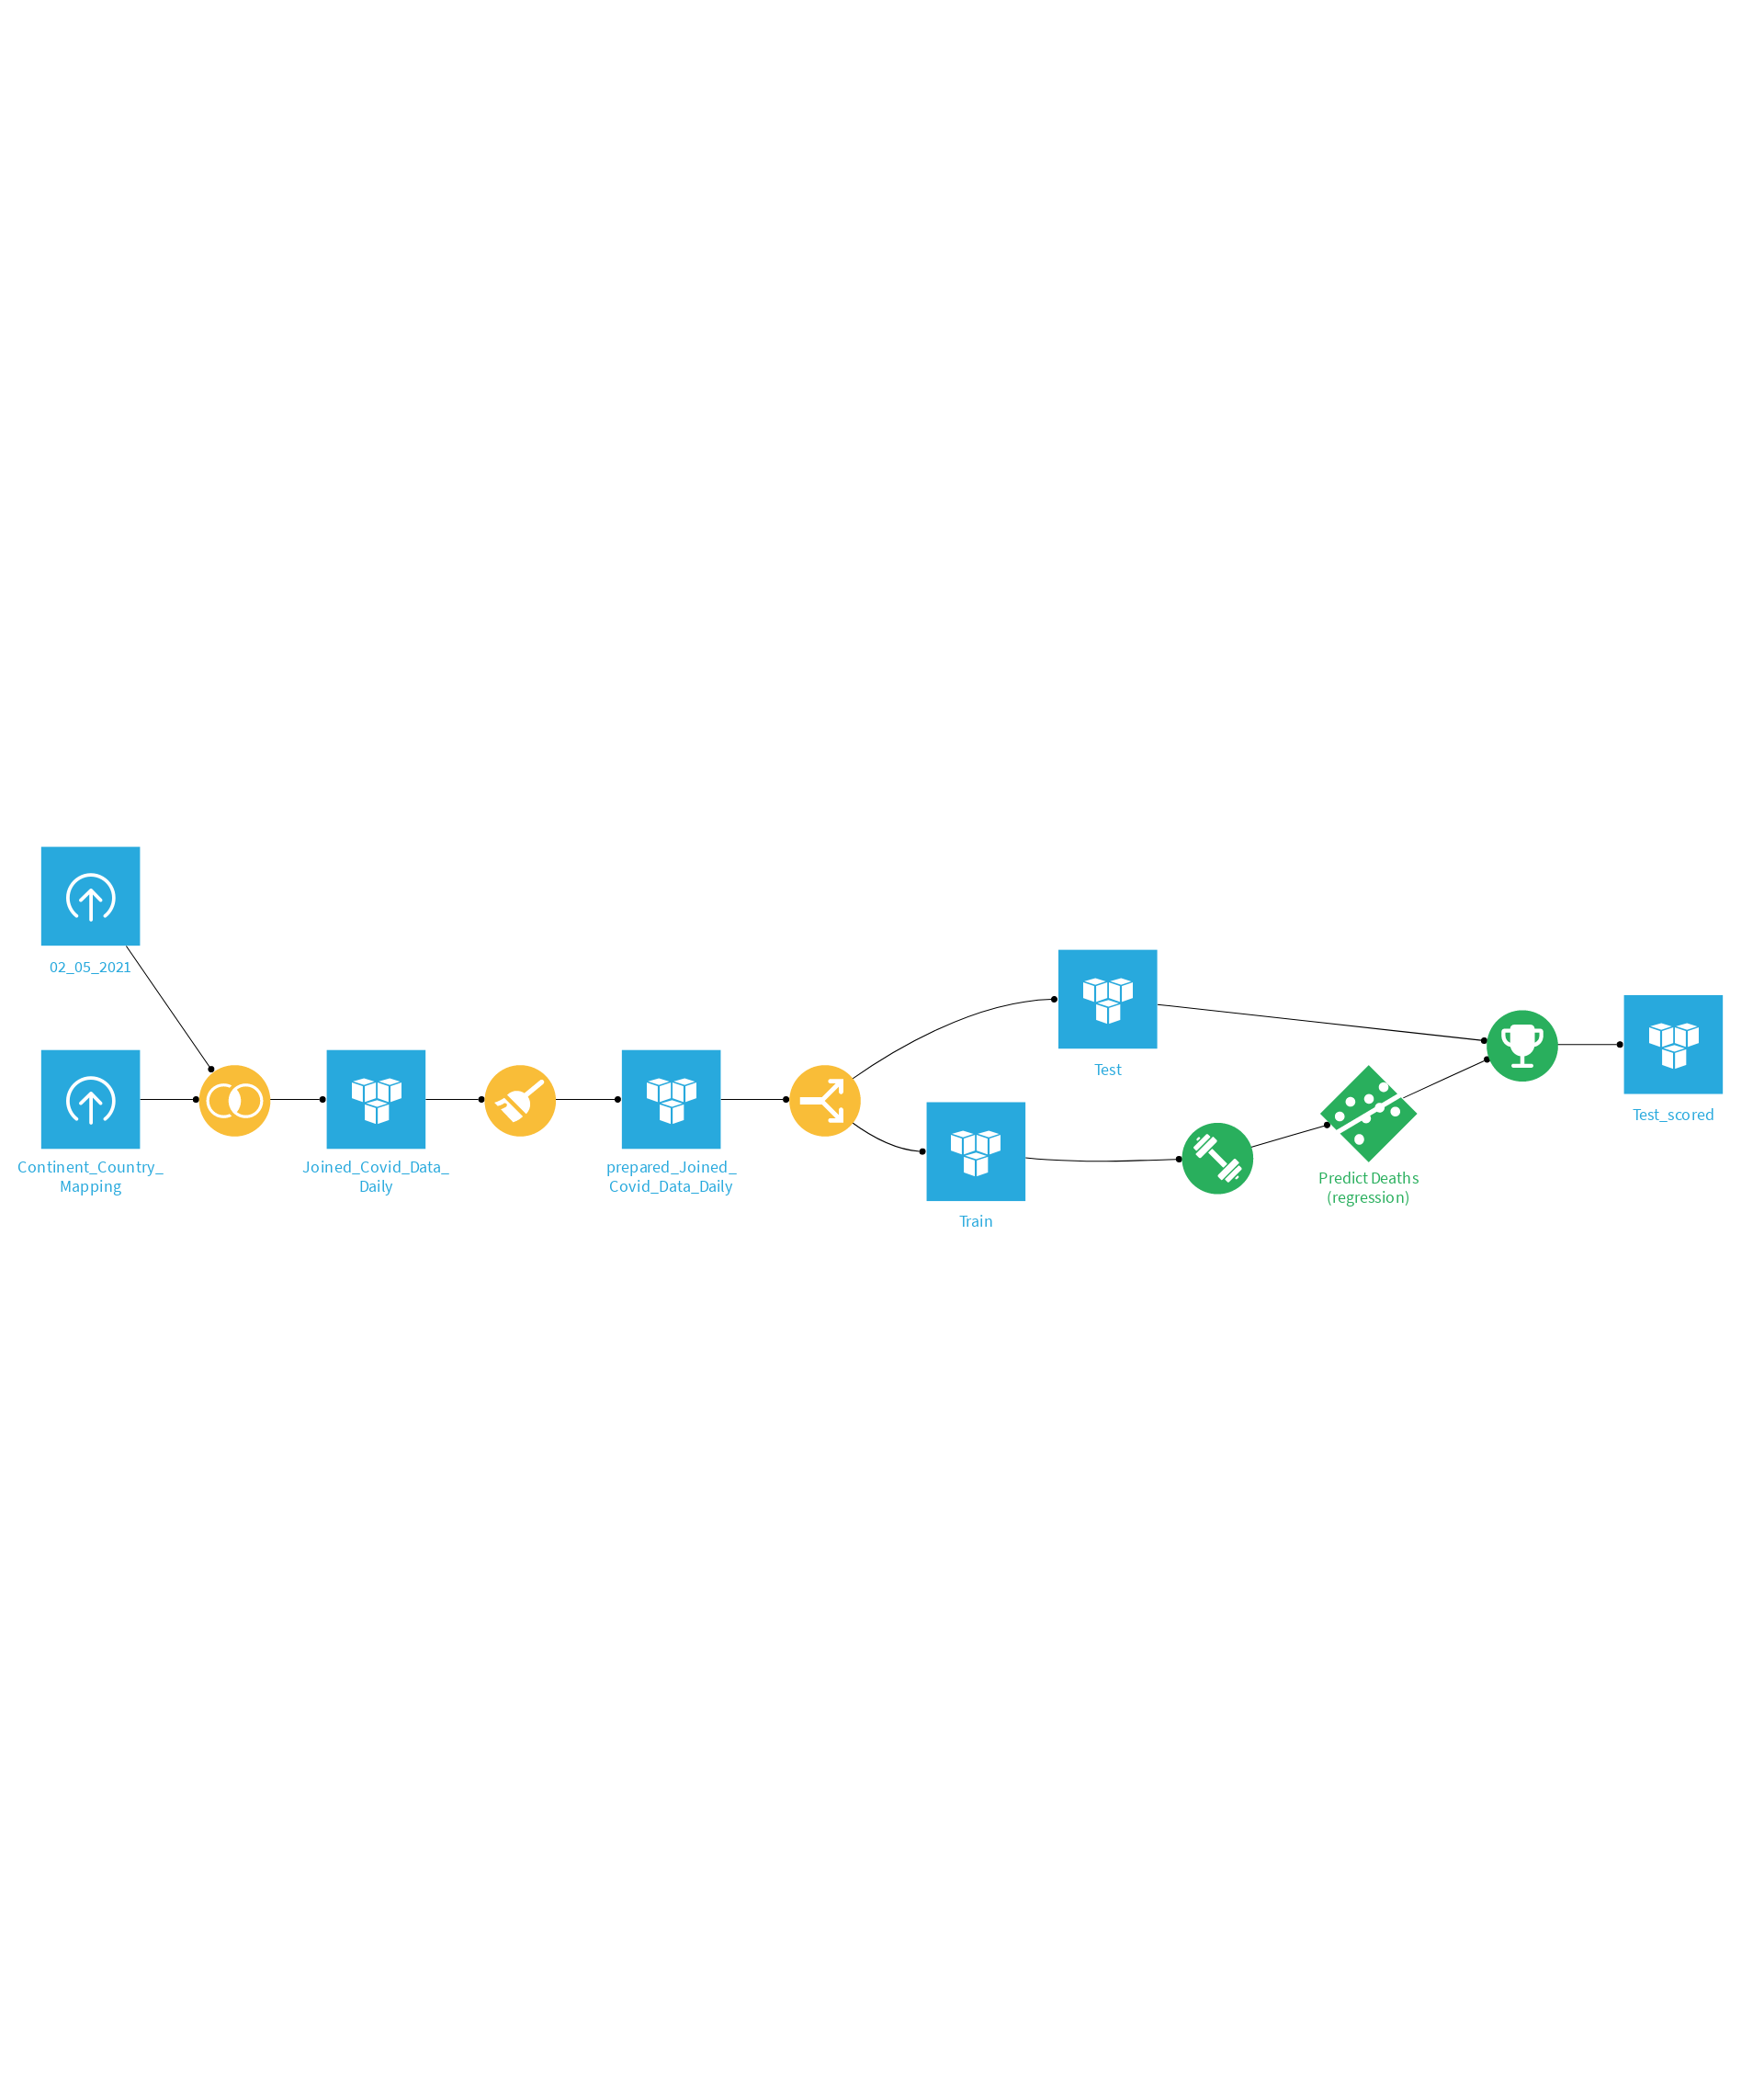 02_05_2021
Continent_Country_
Mapping
Joined_Covid_Data_
Daily
prepared_Joined_
Covid_Data_Daily
Test
Train
Predict Deaths
(regression)
Test_scored